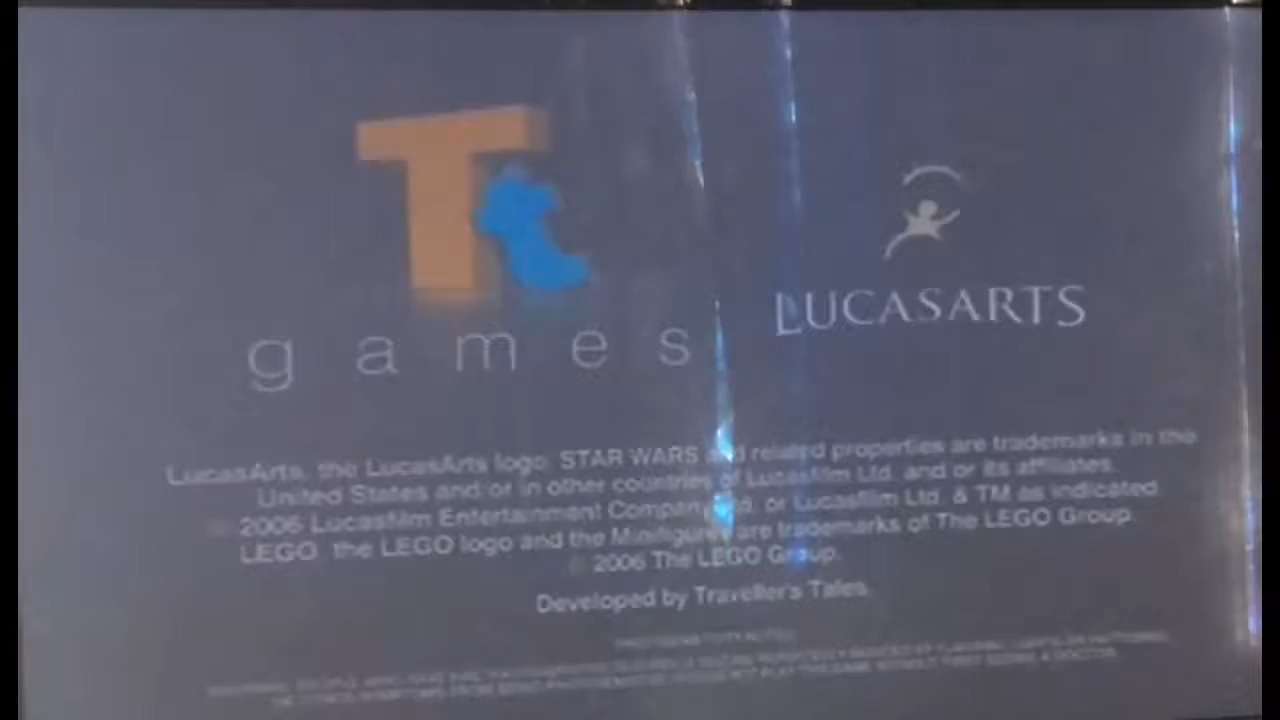 Tt
games
LUCASARTS
LucasArts, the LucasArts logo, STAR WARS and related properties are trademarks in the
United States and/or in other countries of Lucasfilm Ltd. and/or its affiliates.
© 2006 Lucasfilm Entertainment Company Ltd. or Lucasfilm Ltd. & TM as indicated.
LEGO, the LEGO logo and the Minifigure are trademarks of The LEGO Group.
© 2006 The LEGO Group.
Developed by Traveller's Tales.